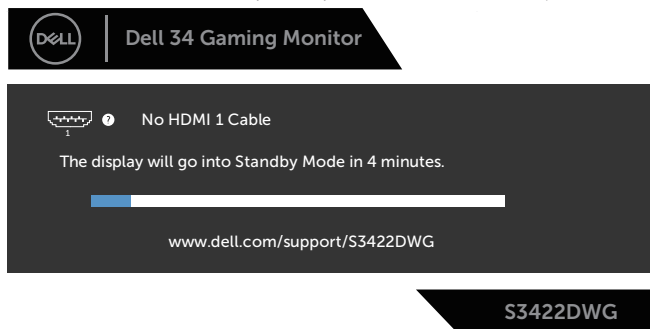 DELL
Dell 34 Gaming Monitor
1
?
No HDMI 1 Cable
The display will go into Standby Mode in 4 minutes.
www.dell.com/support/S3422DWG
S3422DWG